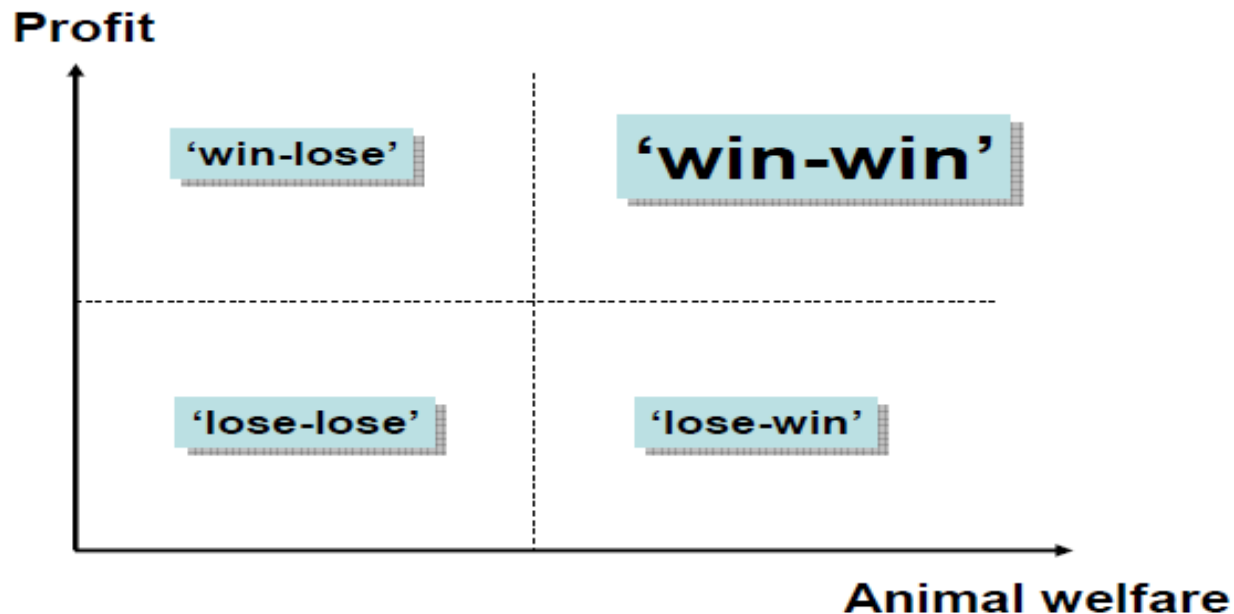 Profit
‘win-lose’
‘win-win’
‘lose-lose’
‘lose-win’
Animal welfare